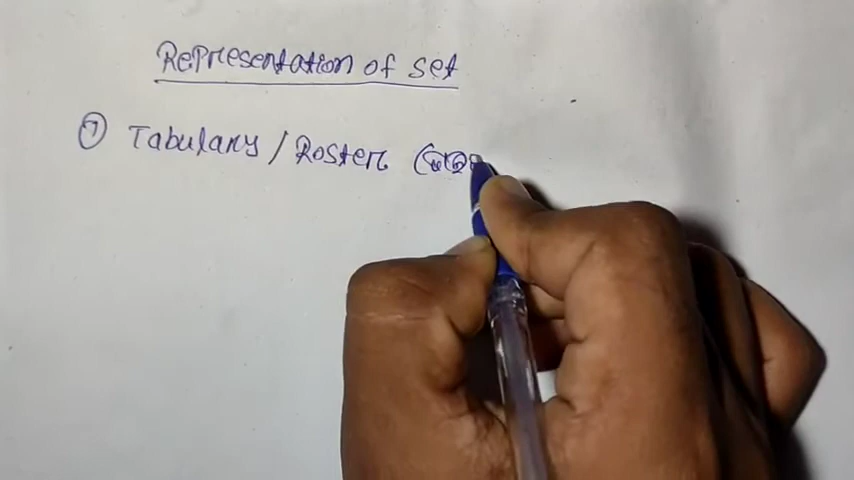 Representation of set
① Tabulary / Roster (